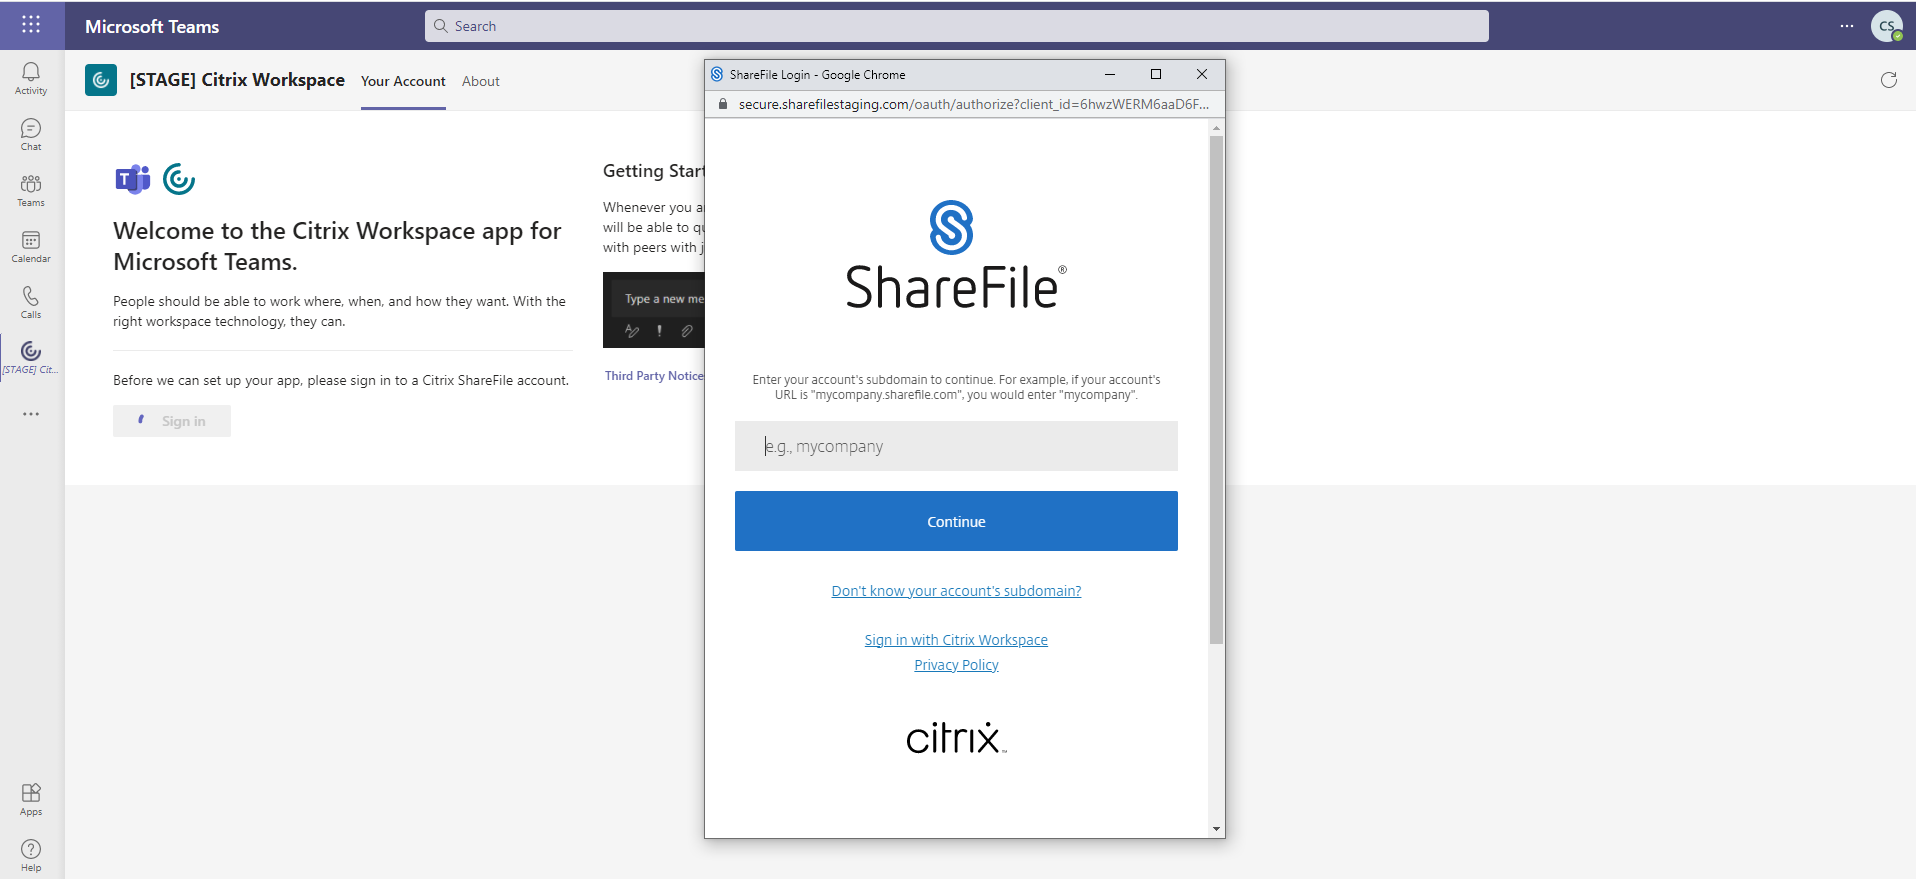 Microsoft Teams
Search
CS
Activity
Chat
Teams
Calendar
Calls
[STAGE] Cit...
Apps
Help
[STAGE] Citrix Workspace
Your Account
About
Welcome to the Citrix Workspace app for
Microsoft Teams.
People should be able to work where, when, and how they want. With the
right workspace technology, they can.
Before we can set up your app, please sign in to a Citrix ShareFile account.
Sign in
Getting Start
Whenever you a
will be able to q
with peers with j
Type a new me
Third Party Notice
ShareFile Login - Google Chrome
secure.sharefilestaging.com/oauth/authorize?client_id=6hwzWERM6aaD6F...
ShareFile®
Enter your account's subdomain to continue. For example, if your account's
URL is "mycompany.sharefile.com", you would enter "mycompany".
e.g., mycompany
Continue
Don't know your account's subdomain?
Sign in with Citrix Workspace
Privacy Policy
citrix™